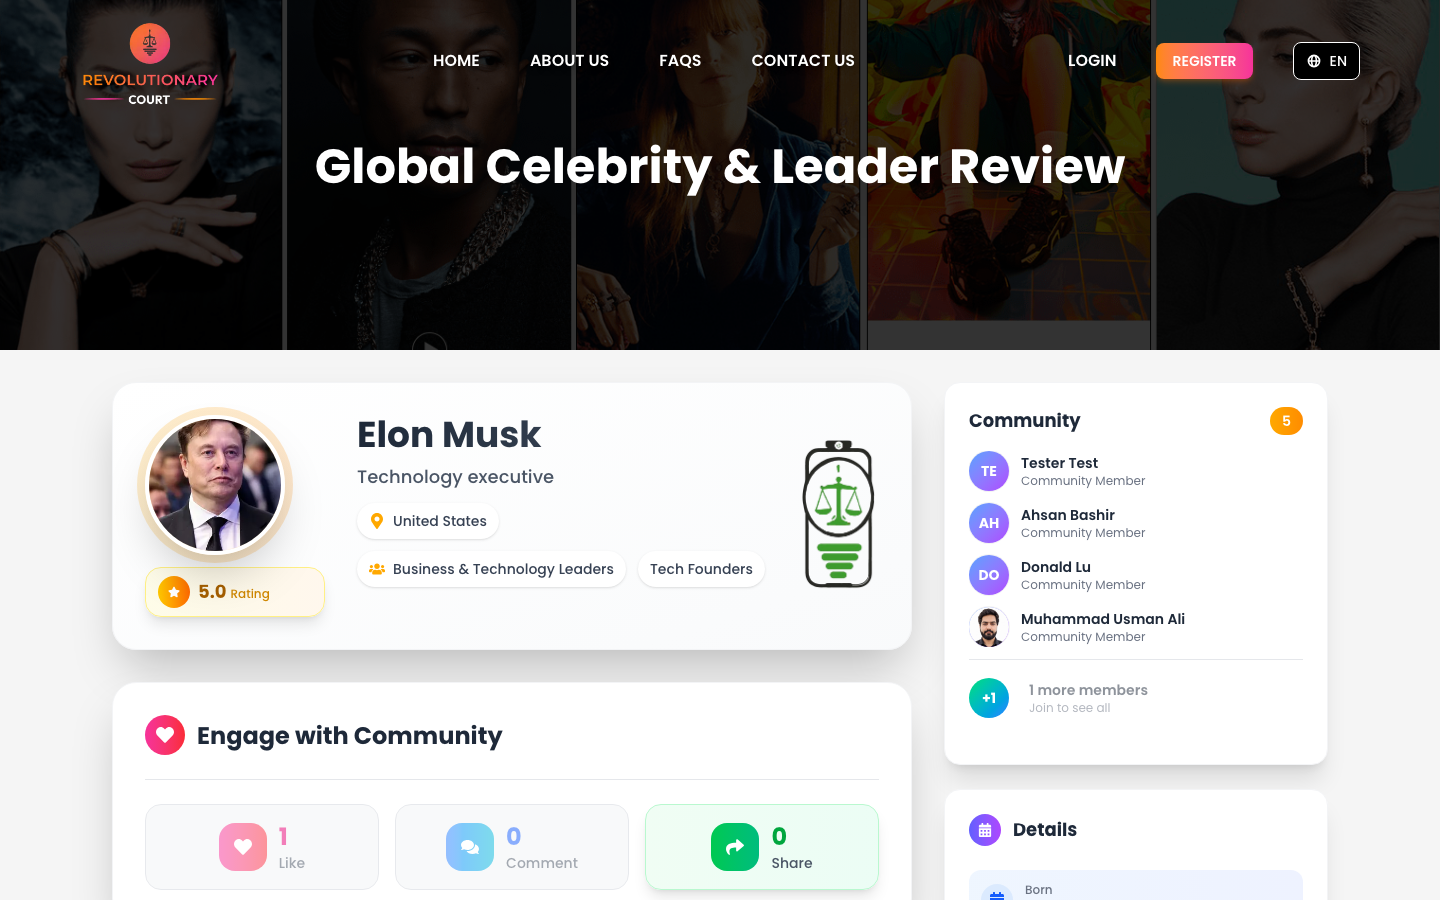 REVOLUTIONARY
COURT
HOME
ABOUT US
FAQS
CONTACT US
LOGIN
REGISTER
EN
Global Celebrity & Leader Review
Elon Musk
Technology executive
United States
Business & Technology Leaders
Tech Founders
5.0 Rating
Engage with Community
1
Like
0
Comment
0
Share
Community
5
TE
Tester Test
Community Member
AH
Ahsan Bashir
Community Member
DO
Donald Lu
Community Member
Muhammad Usman Ali
Community Member
+1
1 more members
Join to see all
Details
Born